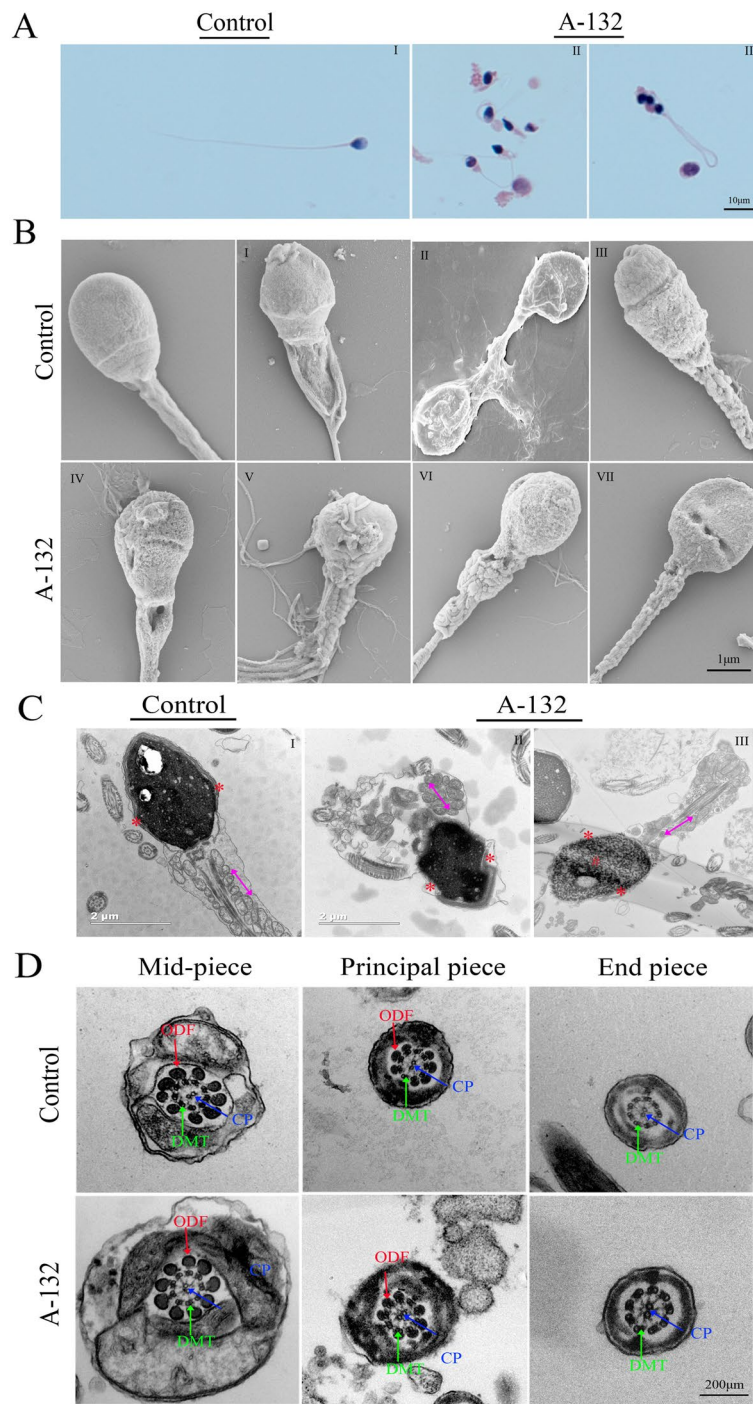 A
Control
A-132
I
II
II
10μm
B
Control
I
II
III
A-132
IV
V
VI
VII
1μm
C
Control
A-132
I
II
III
*
*
*
*
*
*
*
2 μm
2 μm
D
Mid-piece
Principal piece
End piece
Control
ODF
CP
DMT
ODF
CP
DMT
CP
DMT
A-132
ODF
CP
DMT
ODF
CP
DMT
CP
DMT
200μm